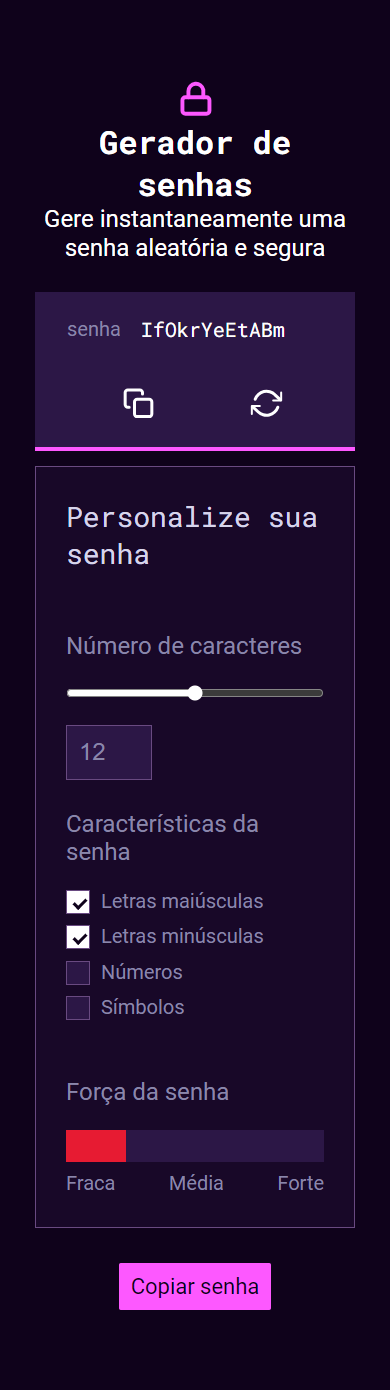 Gerador de
senhas
Gere instantaneamente uma
senha aleatória e segura
senha IfOkrYeEtABm
Personalize sua
senha
Número de caracteres
12
Características da
senha
Letras maiúsculas
Letras minúsculas
Números
Símbolos
Força da senha
Fraca Média Forte
Copiar senha